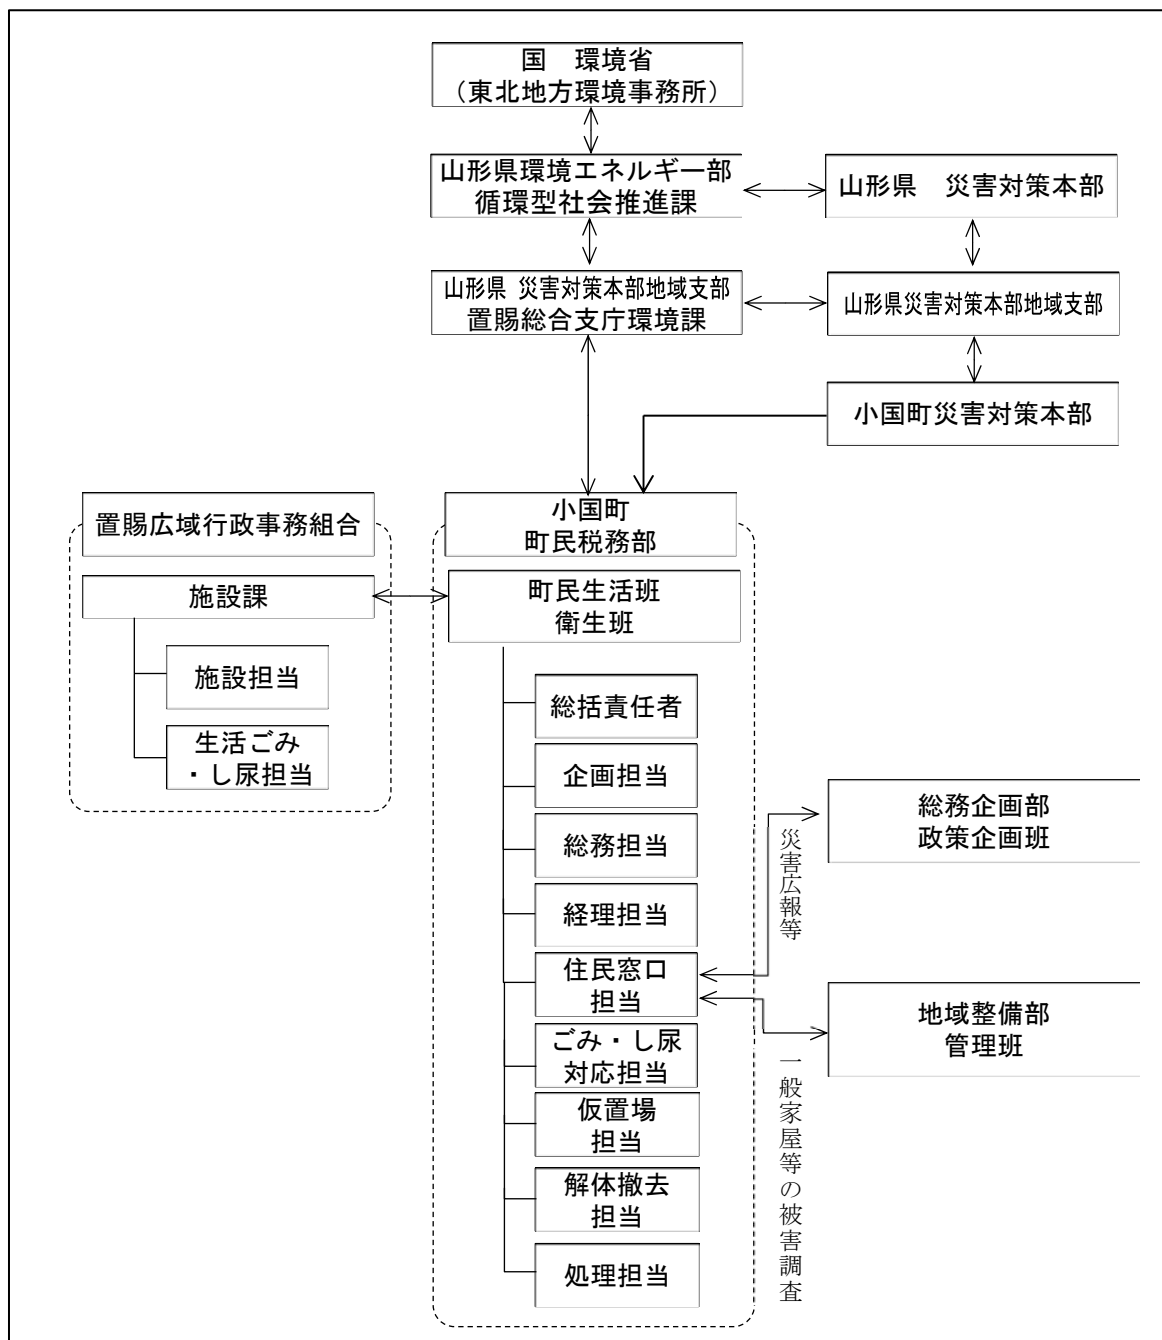 国　環境省
（東北地方環境事務所）
山形県環境エネルギー部
循環型社会推進課
山形県　災害対策本部
山形県 災害対策本部地域支部
置賜総合支庁環境課
山形県災害対策本部地域支部
小国町災害対策本部
置賜広域行政事務組合
小国町
町民税務部
施設課
町民生活班
衛生班
施設担当
生活ごみ
・し尿担当
総括責任者
企画担当
総務担当
経理担当
住民窓口
担当
ごみ・し尿
対応担当
仮置場
担当
解体撤去
担当
処理担当
災害広報等
総務企画部
政策企画班
地域整備部
管理班
一般家屋等の被害調査